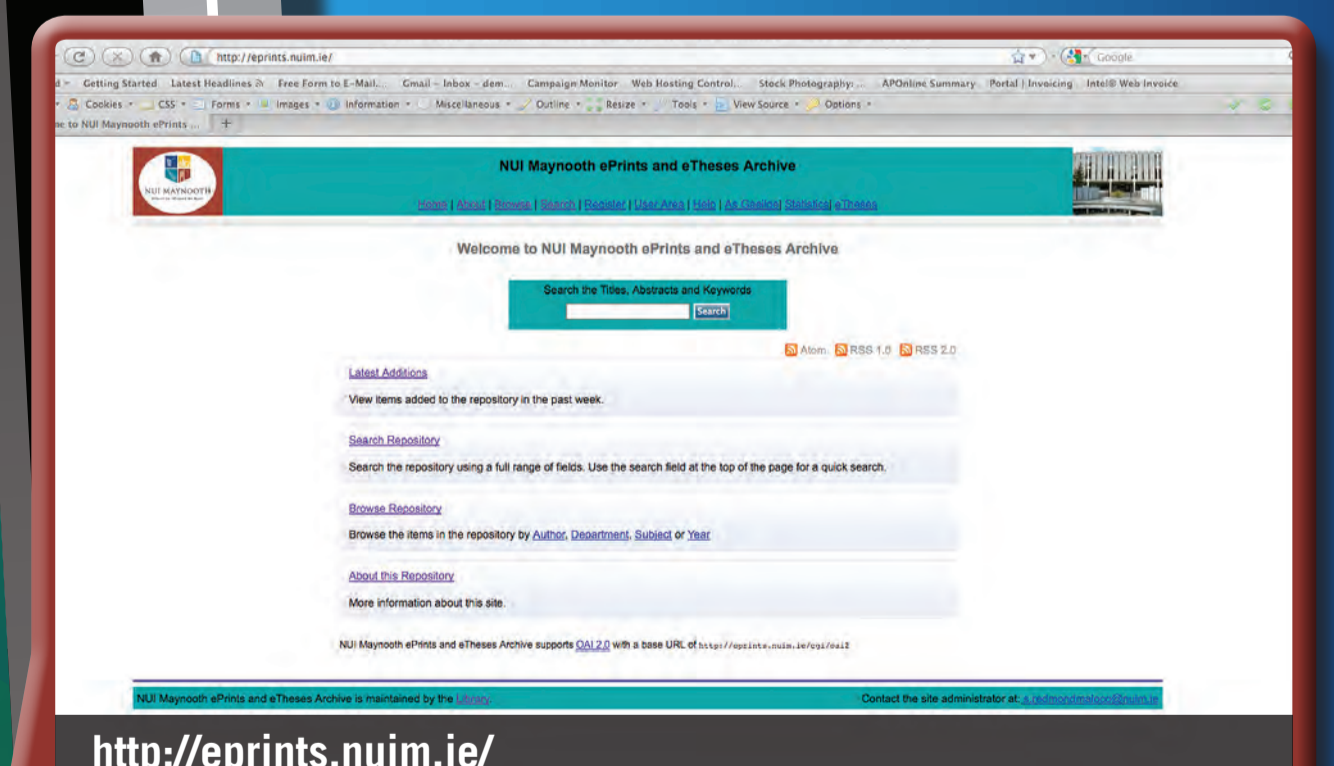 http://eprints.nuim.ie/
Google
Getting Started Latest Headlines Free Form to E-Mail... Gmail - Inbox - dem... Campaign Monitor Web Hosting Control... Stock Photography: ... APOnline Summary Portal | Invoicing Intel® Web Invoice
Cookies CSS Forms Images Information Miscellaneous Outline Resize Tools View Source Options
to NUI Maynooth ePrints ... +
NUI MAYNOOTH
NUI Maynooth ePrints and eTheses Archive
Home | About | Browse | Search | Register | User Area | Help | As Gaeilge| Statistics| eTheses
Welcome to NUI Maynooth ePrints and eTheses Archive
Search the Titles, Abstracts and Keywords
Search
Atom RSS 1.0 RSS 2.0
Latest Additions
View items added to the repository in the past week.
Search Repository
Search the repository using a full range of fields. Use the search field at the top of the page for a quick search.
Browse Repository
Browse the items in the repository by Author, Department, Subject or Year
About this Repository
More information about this site.
NUI Maynooth ePrints and eTheses Archive supports OAI 2.0 with a base URL of http://eprints.nuim.ie/cgi/oai2
NUI Maynooth ePrints and eTheses Archive is maintained by the Library.
Contact the site administrator at:
http://eprints.nuim.ie/